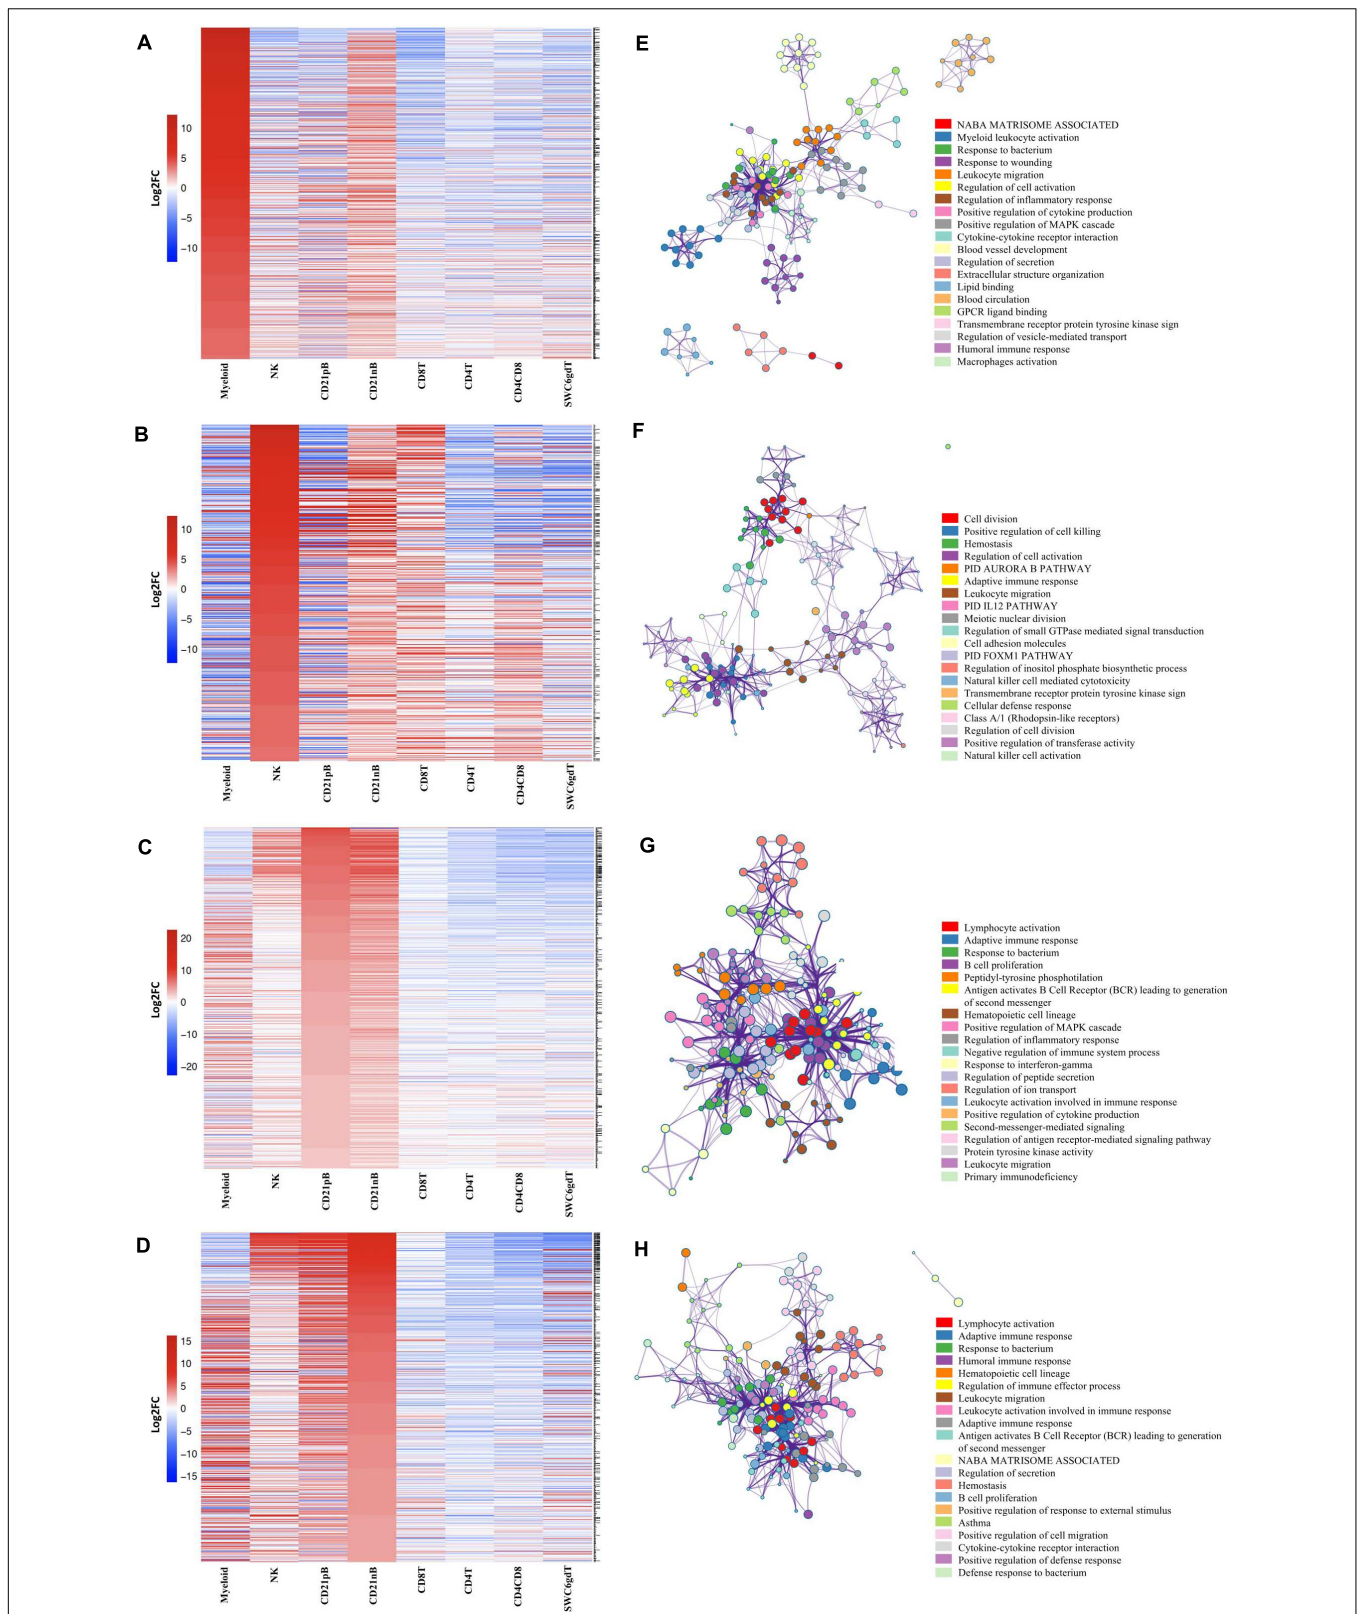 A
Log2FC
10
5
0
−5
−10
Myeloid
NK
CD21pB
CD21nB
CD8T
CD4T
CD4CD8
SWC6gdT
E
NABA MATRISOME ASSOCIATED
Myeloid leukocyte activation
Response to bacterium
Response to wounding
Leukocyte migration
Regulation of cell activation
Regulation of inflammatory response
Positive regulation of cytokine production
Positive regulation of MAPK cascade
Cytokine-cytokine receptor interaction
Blood vessel development
Regulation of secretion
Extracellular structure organization
Lipid binding
Blood circulation
GPCR ligand binding
Transmembrane receptor protein tyrosine kinase sign
Regulation of vesicle-mediated transport
Humoral immune response
Macrophages activation
B
Log2FC
10
5
0
−5
−10
Myeloid
NK
CD21pB
CD21nB
CD8T
CD4T
CD4CD8
SWC6gdT
F
Cell division
Positive regulation of cell killing
Hemostasis
Regulation of cell activation
PID AURORA B PATHWAY
Adaptive immune response
Leukocyte migration
PID IL12 PATHWAY
Meiotic nuclear division
Regulation of small GTPase mediated signal transduction
Cell adhesion molecules
PID FOXM1 PATHWAY
Regulation of inositol phosphate biosynthetic process
Natural killer cell mediated cytotoxicity
Transmembrane receptor protein tyrosine kinase sign
Cellular defense response
Class A/1 (Rhodopsin-like receptors)
Regulation of cell division
Positive regulation of transferase activity
Natural killer cell activation
C
Log2FC
20
10
0
−10
−20
Myeloid
NK
CD21pB
CD21nB
CD8T
CD4T
CD4CD8
SWC6gdT
G
Lymphocyte activation
Adaptive immune response
Response to bacterium
B cell proliferation
Peptidyl-tyrosine phosphotilation
Antigen activates B Cell Receptor (BCR) leading to generation
of second messenger
Hematopoietic cell lineage
Positive regulation of MAPK cascade
Regulation of inflammatory response
Negative regulation of immune system process
Response to interferon-gamma
Regulation of peptide secretion
Regulation of ion transport
Leukocyte activation involved in immune response
Positive regulation of cytokine production
Second-messenger-mediated signaling
Regulation of antigen receptor-mediated signaling pathway
Protein tyrosine kinase activity
Leukocyte migration
Primary immunodeficiency
D
Log2FC
15
10
5
0
−5
−10
−15
Myeloid
NK
CD21pB
CD21nB
CD8T
CD4T
CD4CD8
SWC6gdT
H
Lymphocyte activation
Adaptive immune response
Response to bacterium
Humoral immune response
Hematopoietic cell lineage
Regulation of immune effector process
Leukocyte migration
Leukocyte activation involved in immune response
Adaptive immune response
Antigen activates B Cell Receptor (BCR) leading to generation
of second messenger
NABA MATRISOME ASSOCIATED
Regulation of secretion
Hemostasis
B cell proliferation
Positive regulation of response to external stimulus
Asthma
Positive regulation of cell migration
Cytokine-cytokine receptor interaction
Positive regulation of defense response
Defense response to bacterium